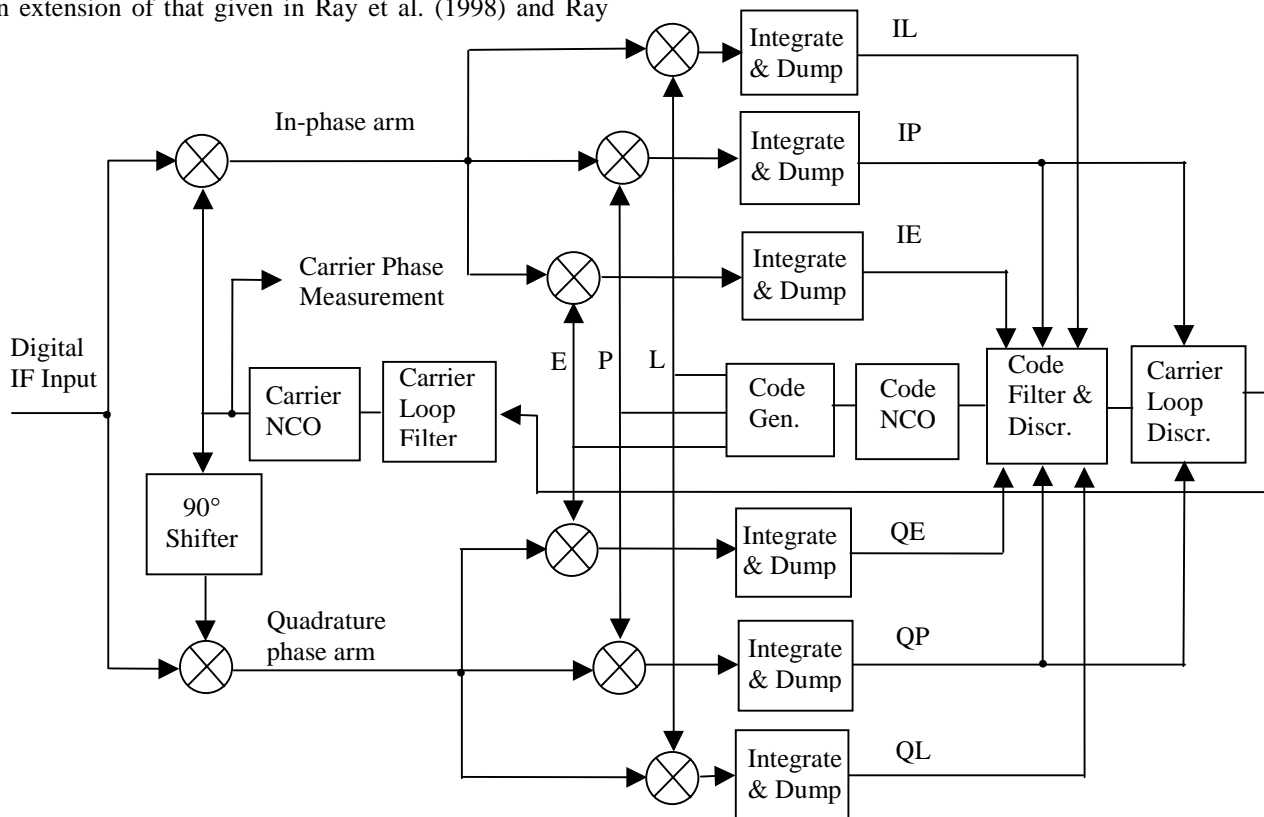 n extension of that given in Ray et al. (1998) and Ray
Integrate
& Dump
IL
In-phase arm
Integrate
& Dump
IP
Integrate
& Dump
IE
Carrier Phase
Measurement
Digital
IF Input
Carrier
NCO
Carrier
Loop
Filter
E
P
L
Code
Gen.
Code
NCO
Code
Filter &
Discr.
Carrier
Loop
Discr.
90°
Shifter
Integrate
& Dump
QE
Quadrature
phase arm
Integrate
& Dump
QP
Integrate
& Dump
QL